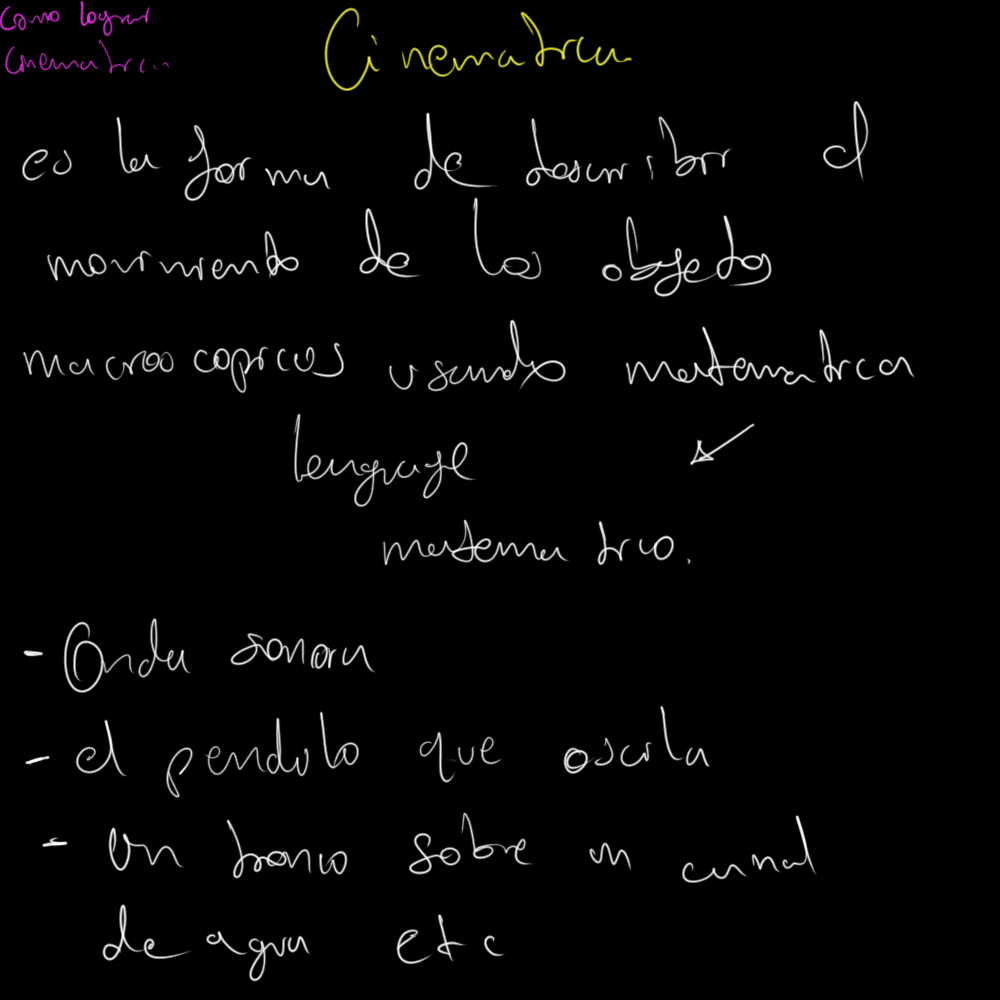 Como lograr
Cinematica..
Cinematica.
es la forma de describir el
movimiento de los objetos
macroscopicos usando matematica
lenguaje
matematico.
- Onda sonora
- el pendulo que oscila
- un tronco sobre un canal
de agua etc